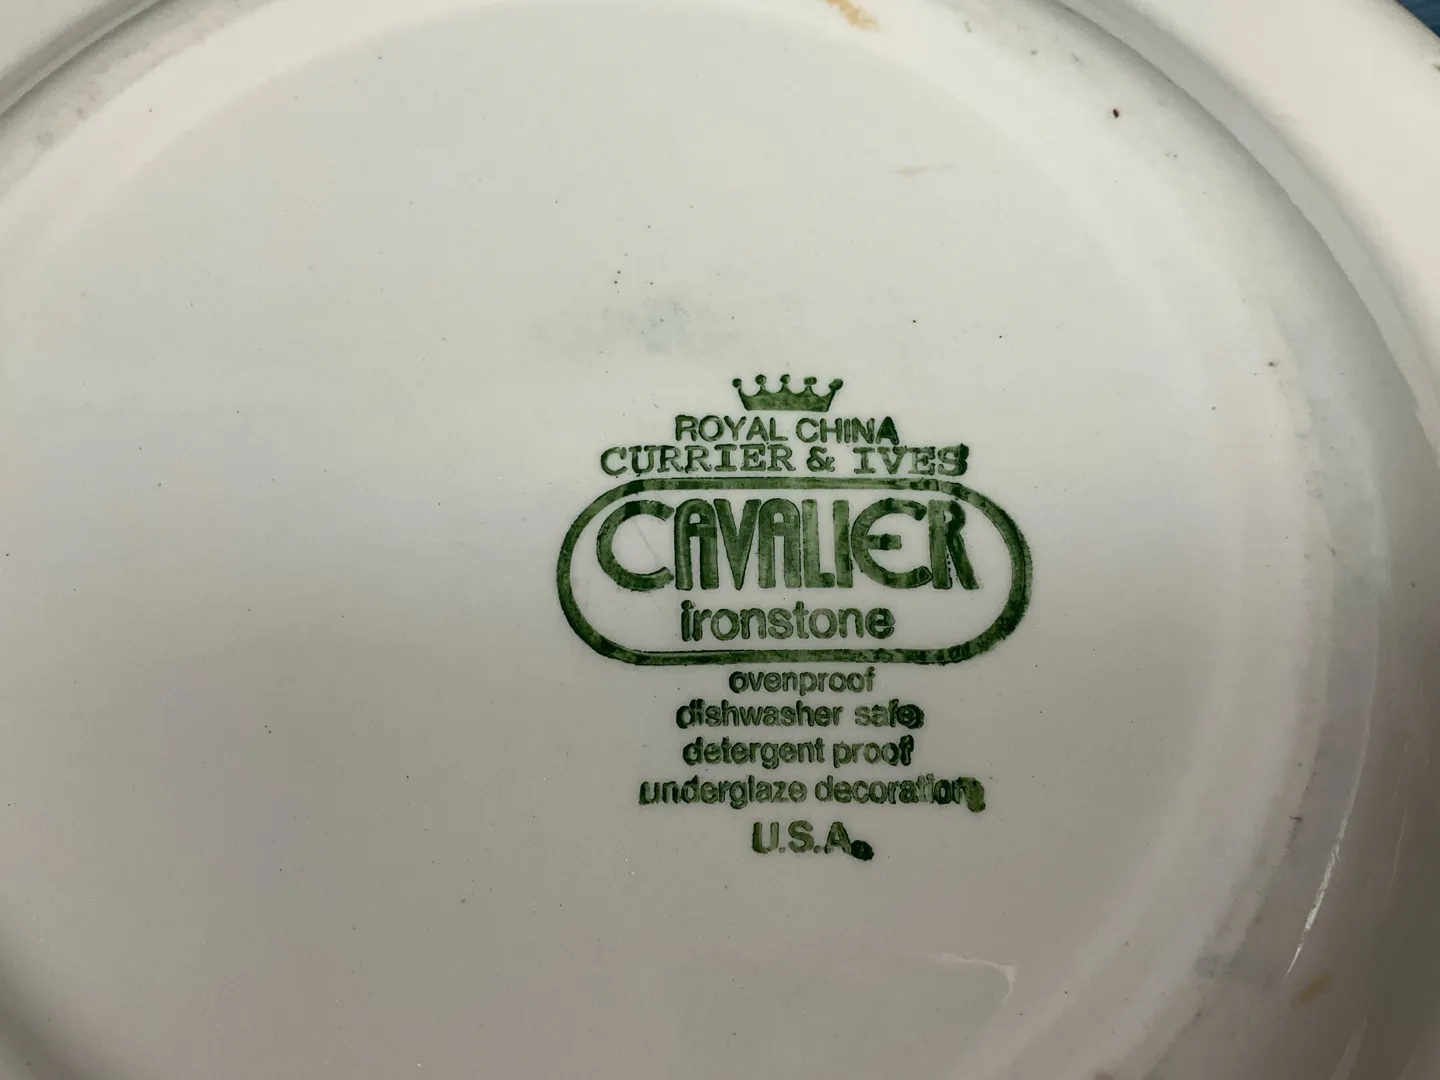 ROYAL CHINA
CURRIER & IVES
CAVALIER
ironstone
ovenproof
dishwasher safe
detergent proof
underglaze decoration
U.S.A.